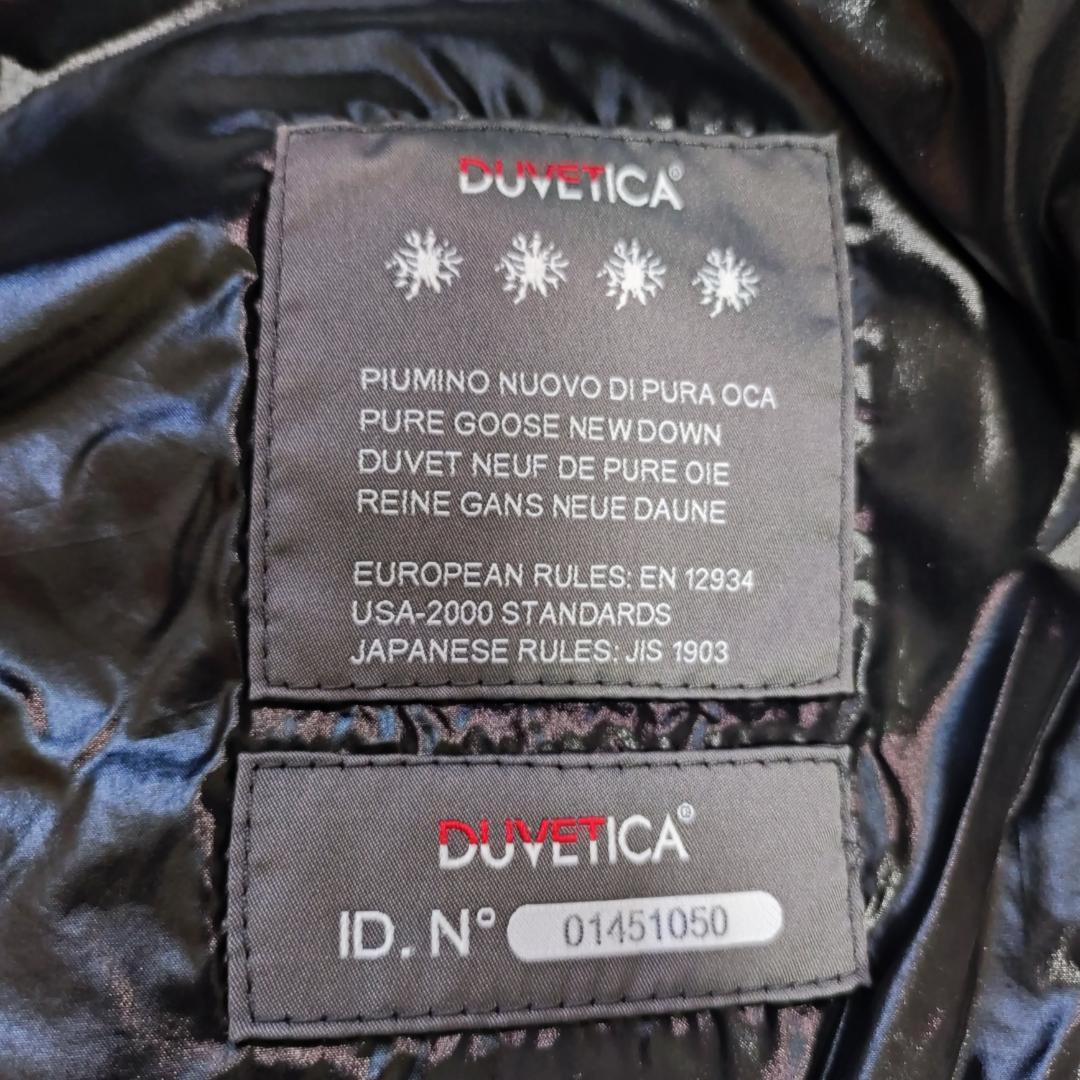 DUVETICA®
PIUMINO NUOVO DI PURA OCA
PURE GOOSE NEW DOWN
DUVET NEUF DE PURE OIE
REINE GANS NEUE DAUNE
EUROPEAN RULES: EN 12934
USA-2000 STANDARDS
JAPANESE RULES: JIS 1903
DUVETICA®
ID. Nº 01451050